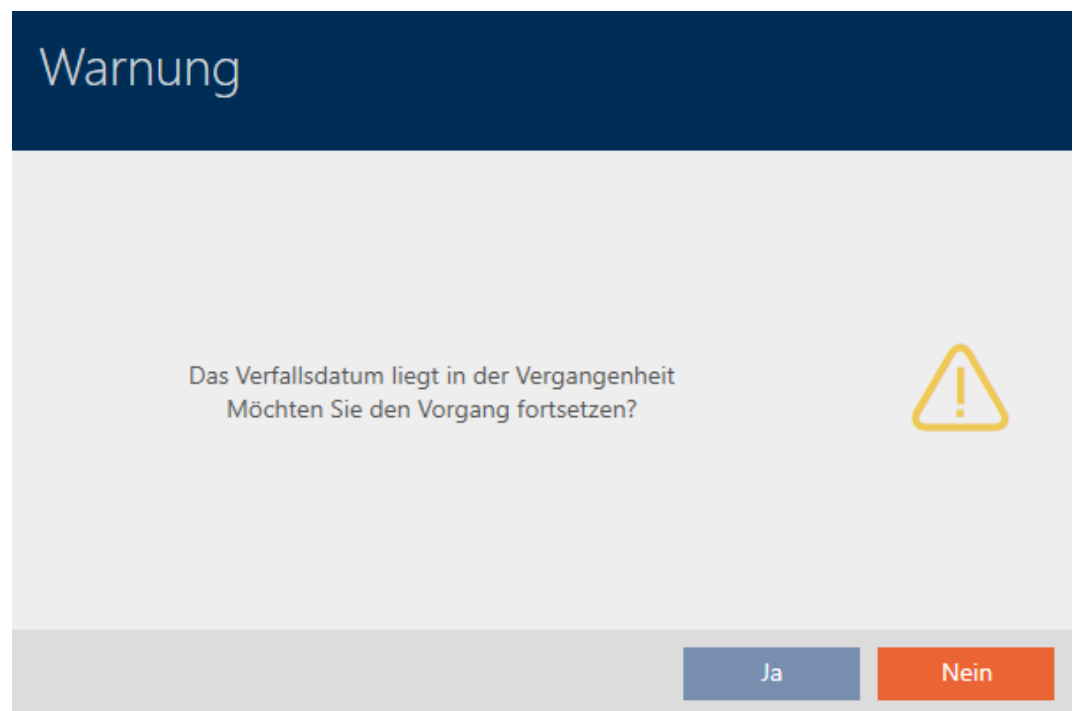 Warnung
Das Verfallsdatum liegt in der Vergangenheit
Möchten Sie den Vorgang fortsetzen?
Ja
Nein